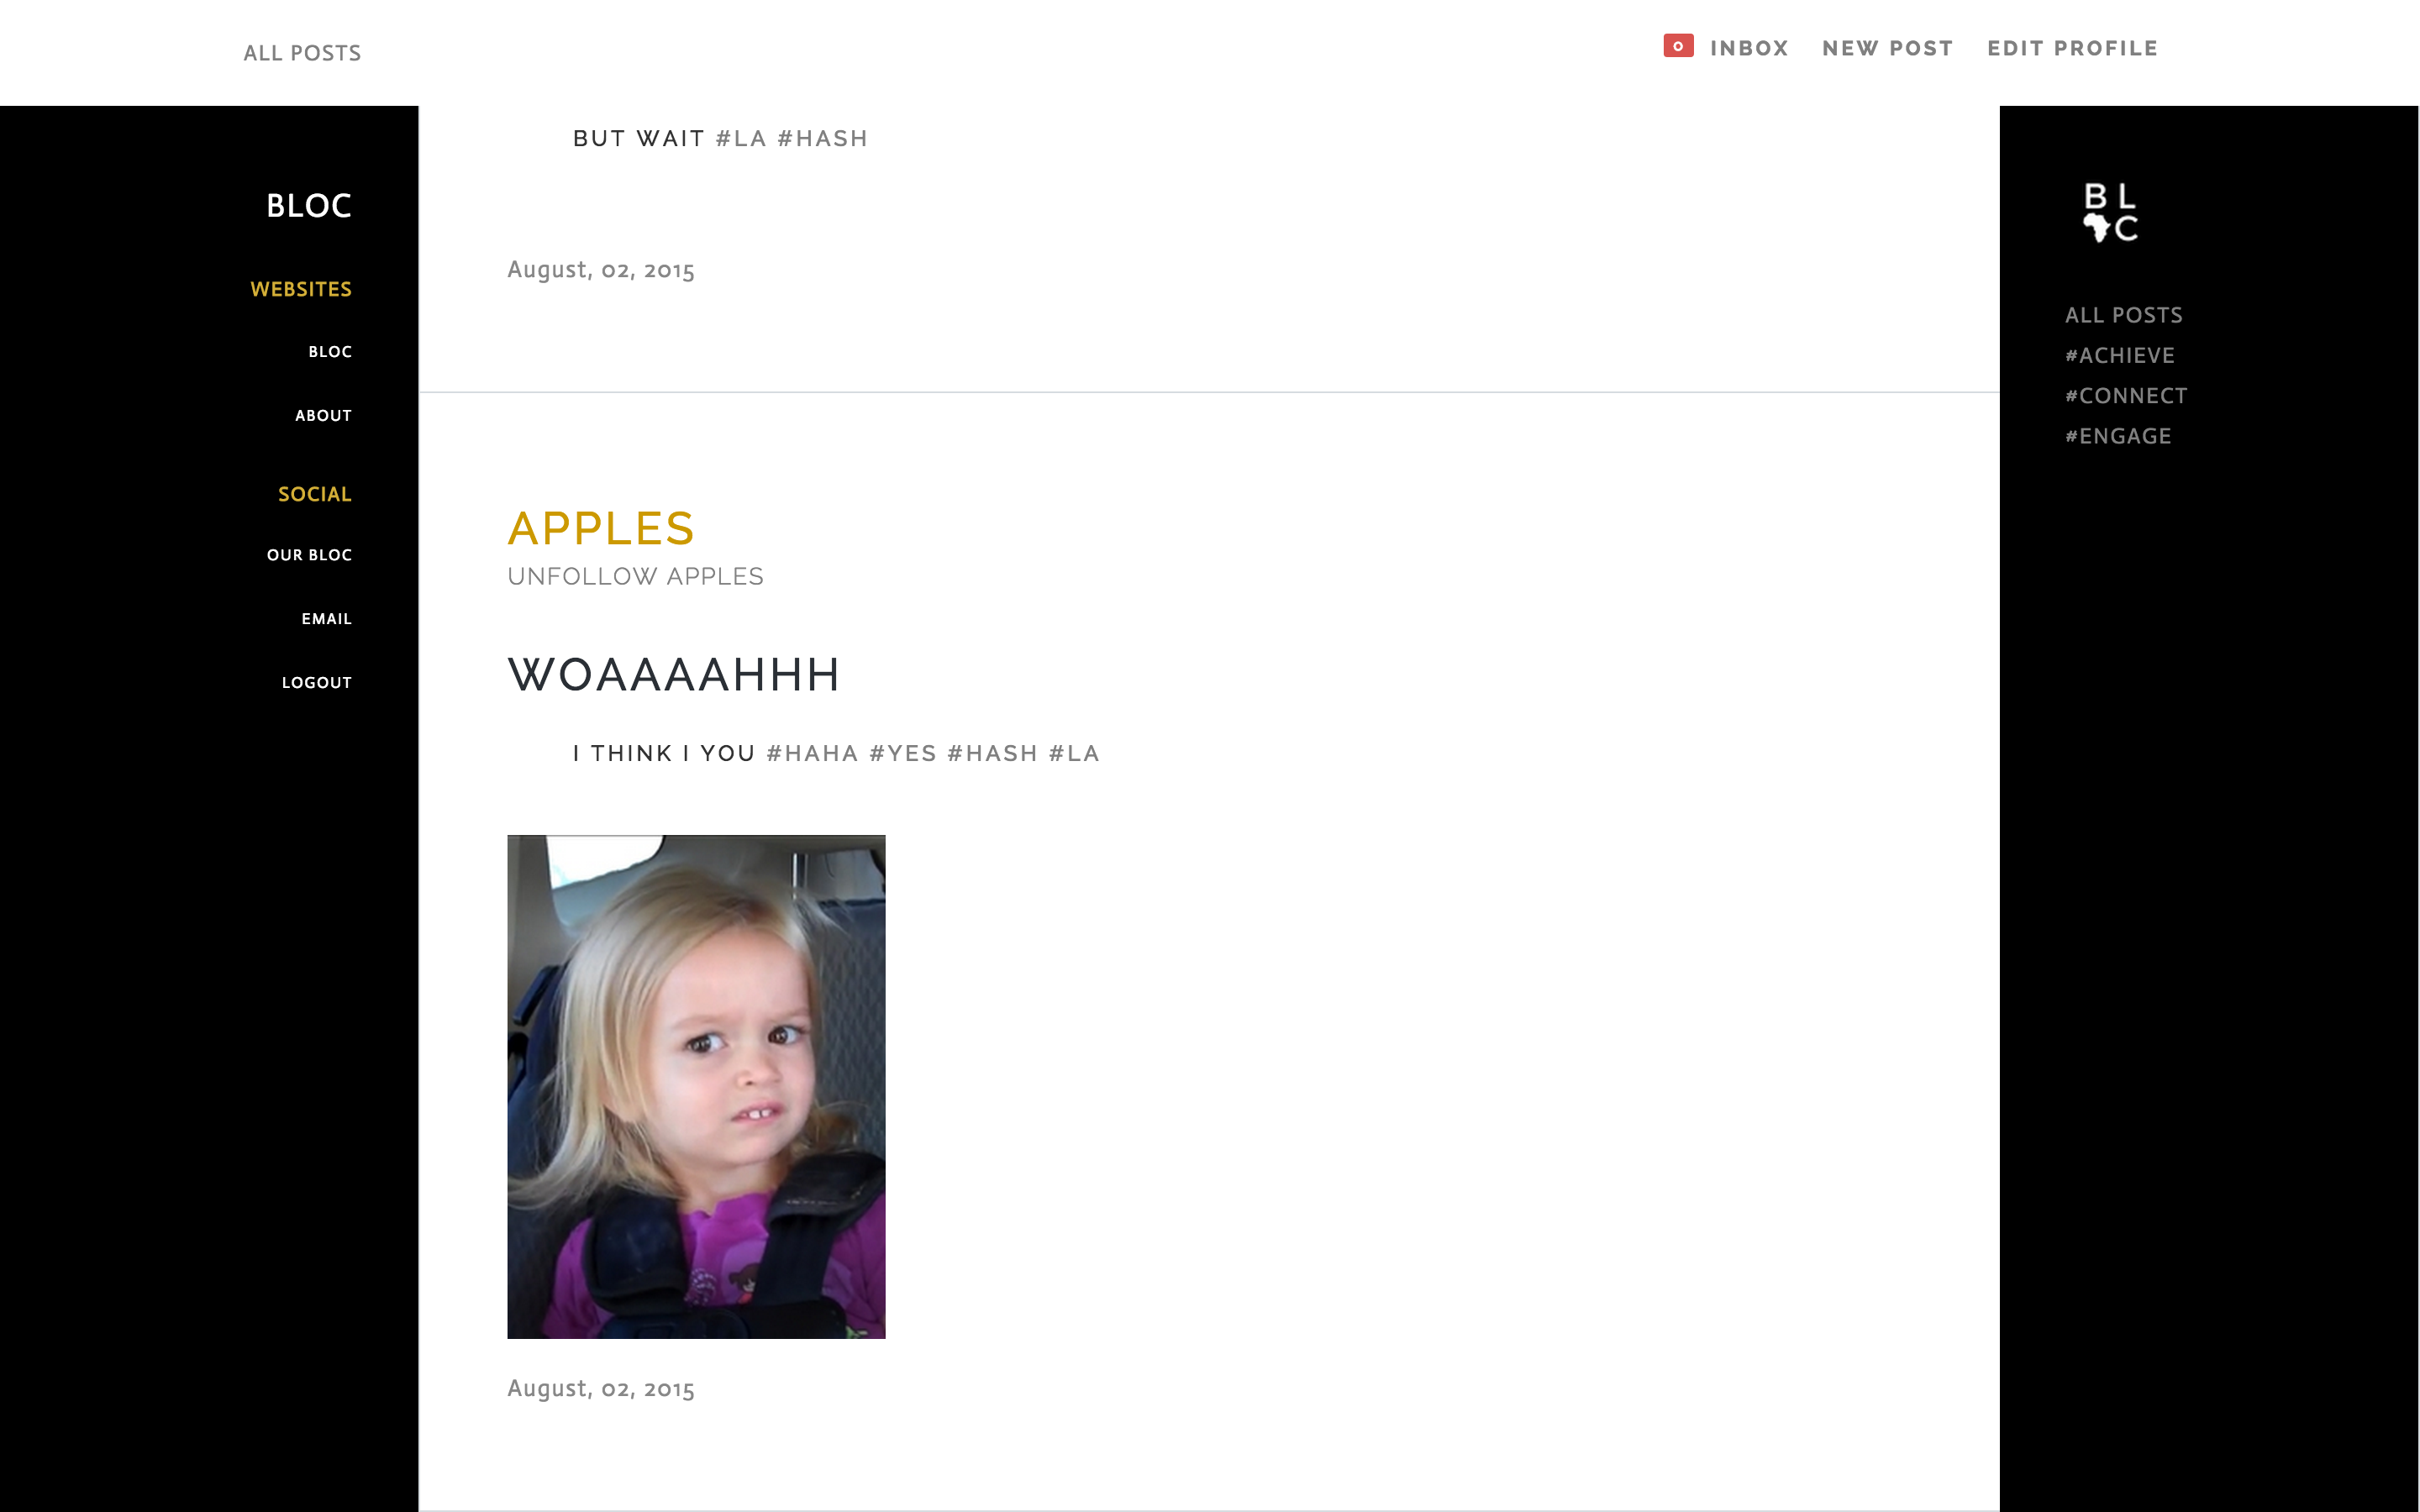 ALL POSTS
0 INBOX NEW POST EDIT PROFILE
BLOC
WEBSITES
BLOC
ABOUT
SOCIAL
OUR BLOC
EMAIL
LOGOUT
BUT WAIT #LA #HASH
August, 02, 2015
APPLES
UNFOLLOW APPLES
WOAAAAHHH
I THINK I YOU #HAHA #YES #HASH #LA
August, 02, 2015
B L
C
ALL POSTS
#ACHIEVE
#CONNECT
#ENGAGE